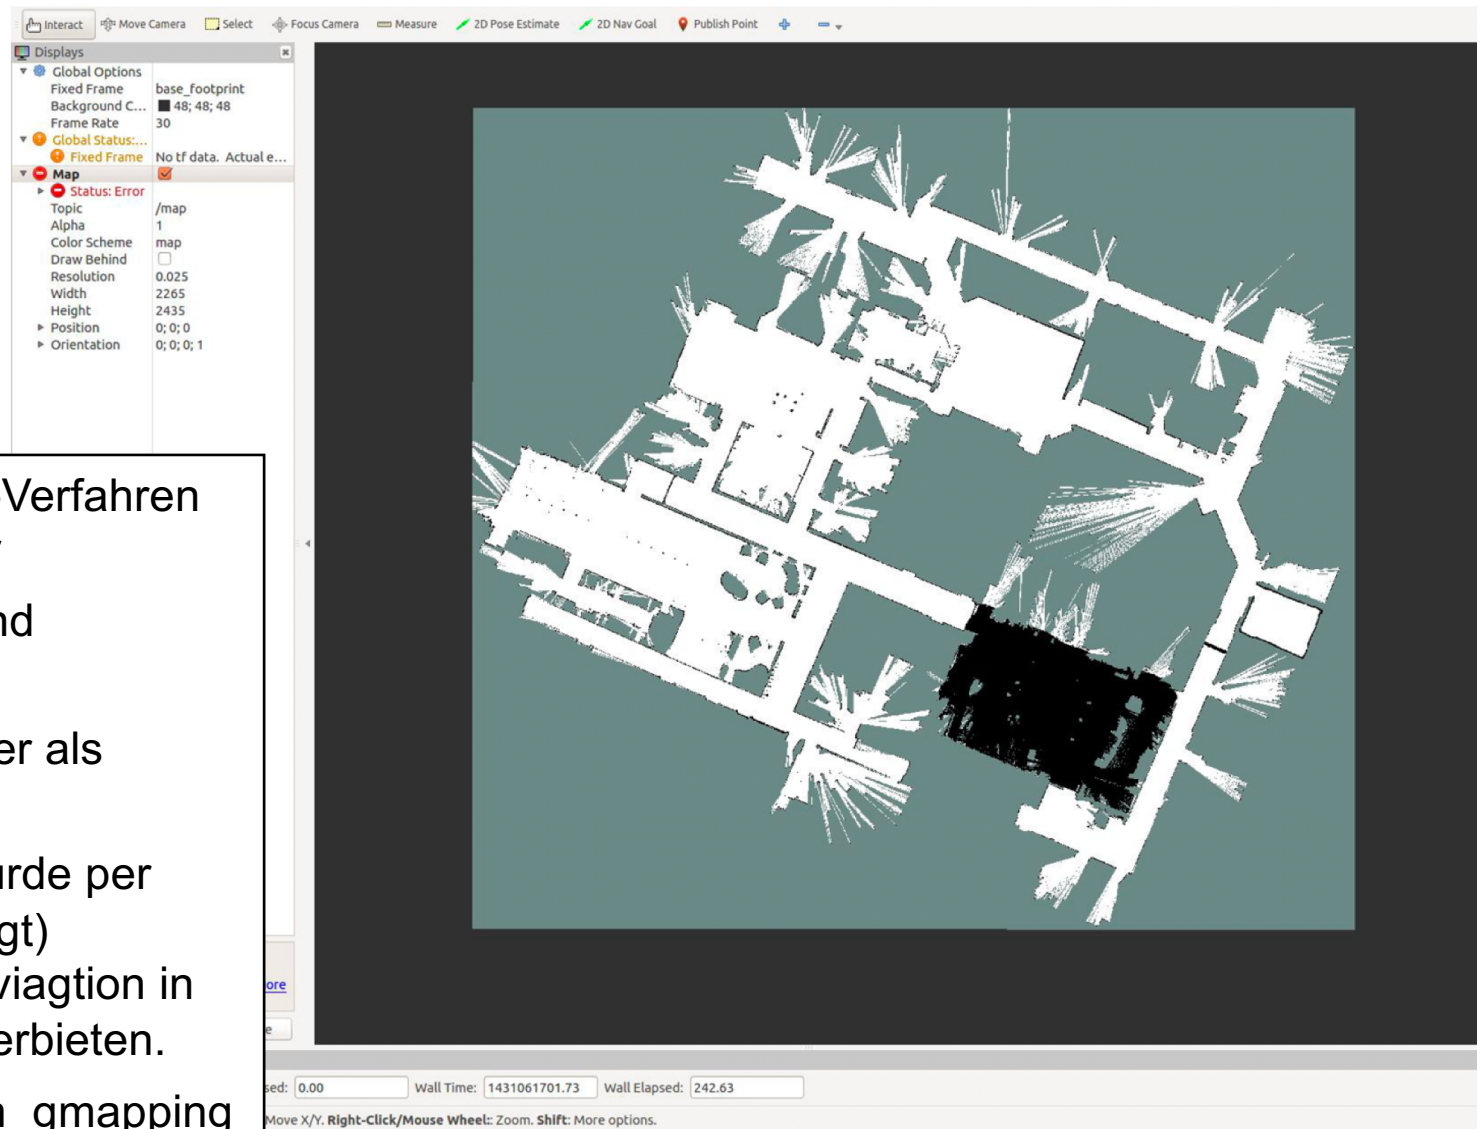 Interact Move Camera Select Focus Camera Measure 2D Pose Estimate 2D Nav Goal Publish Point
Displays
Global Options
Fixed Frame base_footprint
Background C... 48; 48; 48
Frame Rate 30
Global Status:...
Fixed Frame No tf data. Actual e...
Map
Status: Error
Topic /map
Alpha 1
Color Scheme map
Draw Behind
Resolution 0.025
Width 2265
Height 2435
Position 0; 0; 0
Orientation 0; 0; 0; 1
Verfahren
nd
er als
urde per
gt)
viagtion in
erbieten.
gmapping
ore
e
sed: 0.00 Wall Time: 1431061701.73 Wall Elapsed: 242.63
Move X/Y. Right-Click/Mouse Wheel:: Zoom. Shift: More options.